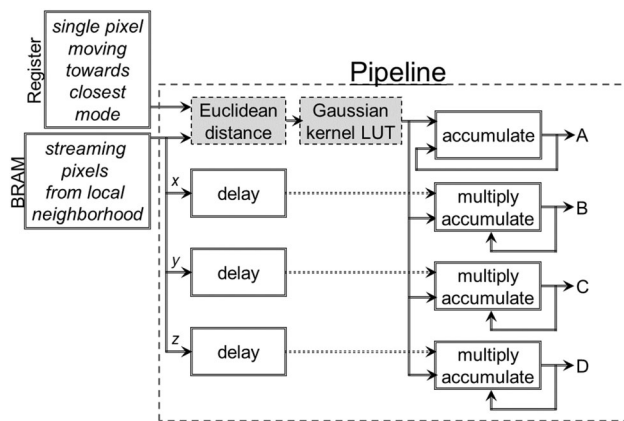 Register
single pixel
moving
towards
closest
mode
BRAM
streaming
pixels
from local
neighborhood
Pipeline
Euclidean
distance
Gaussian
kernel LUT
accumulate
A
x
delay
multiply
accumulate
B
y
delay
multiply
accumulate
C
z
delay
multiply
accumulate
D